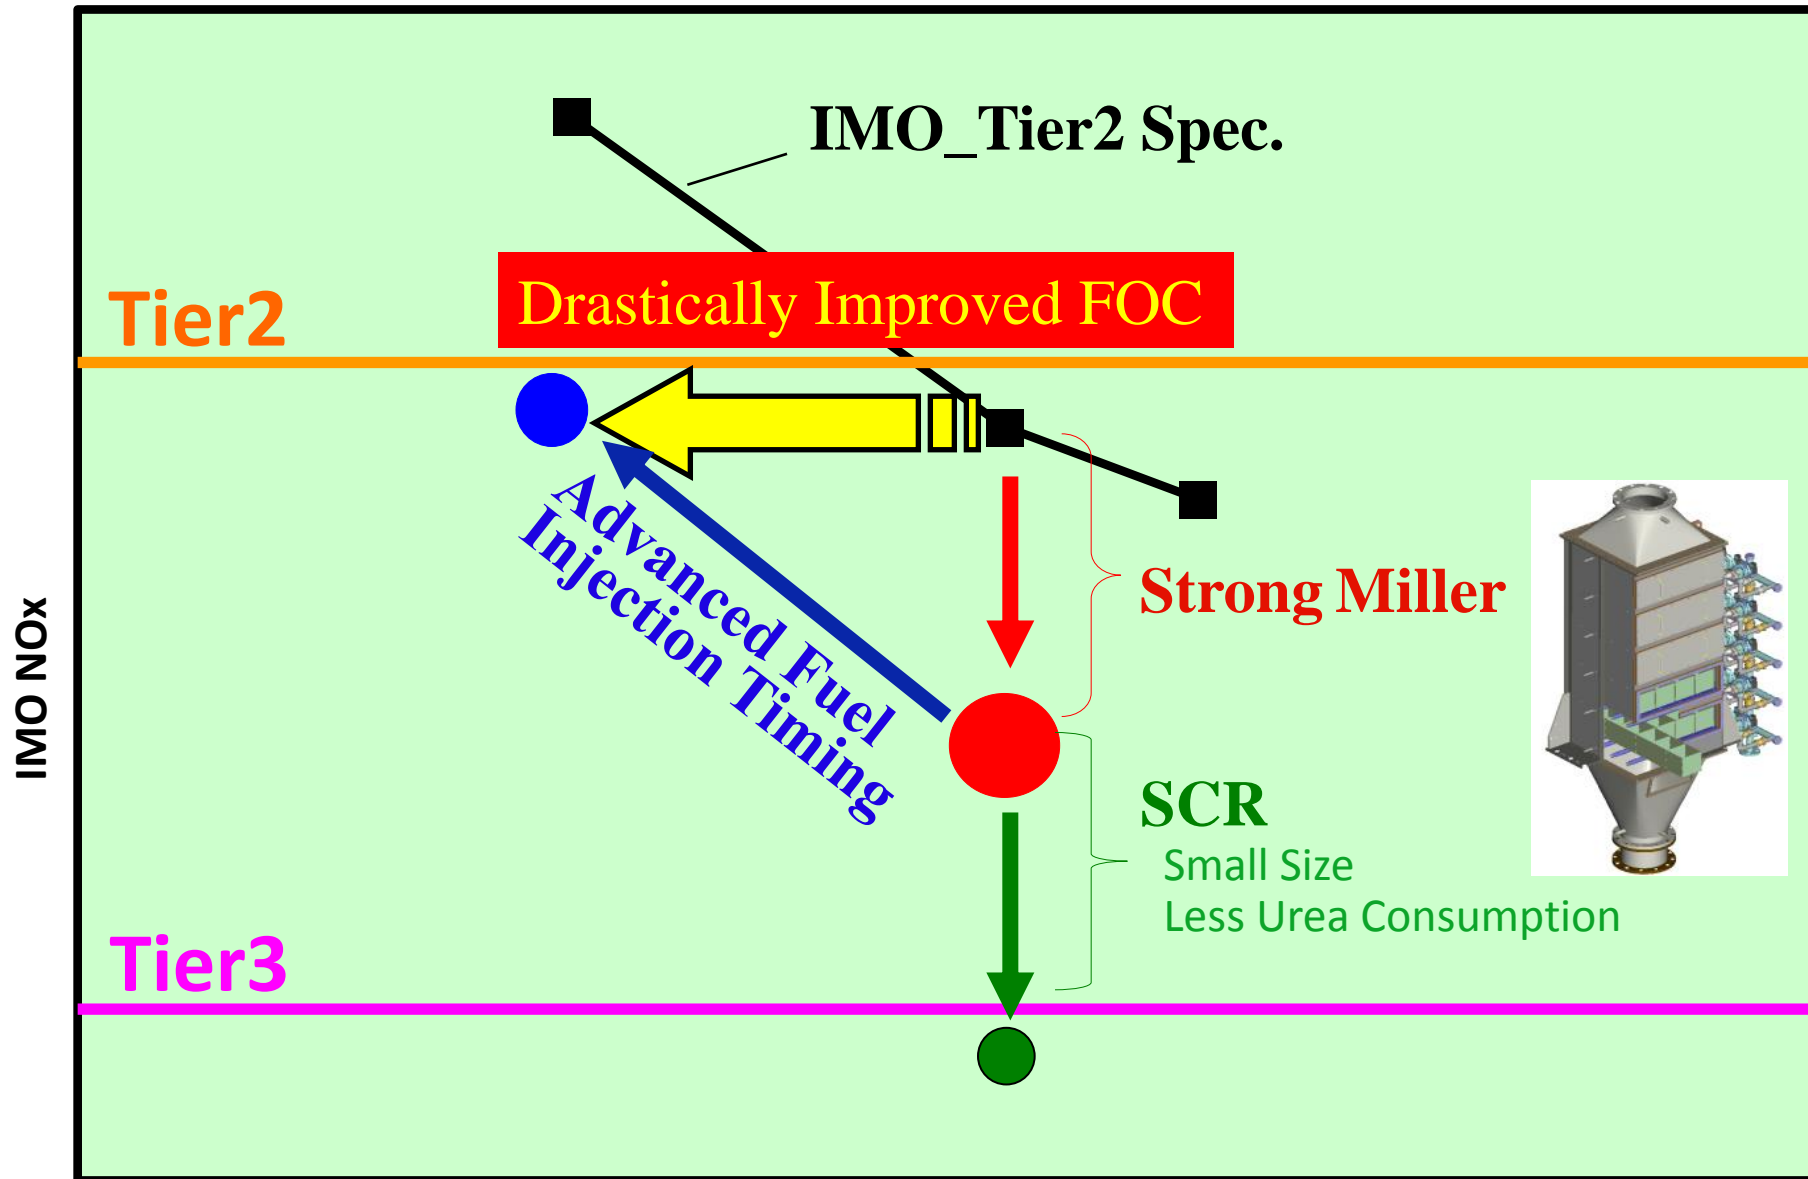 IMO_Tier2 Spec.
Drastically Improved FOC
Tier2
Advanced Fuel
Injection Timing
Strong Miller
IMO NOx
SCR
Small Size
Less Urea Consumption
Tier3